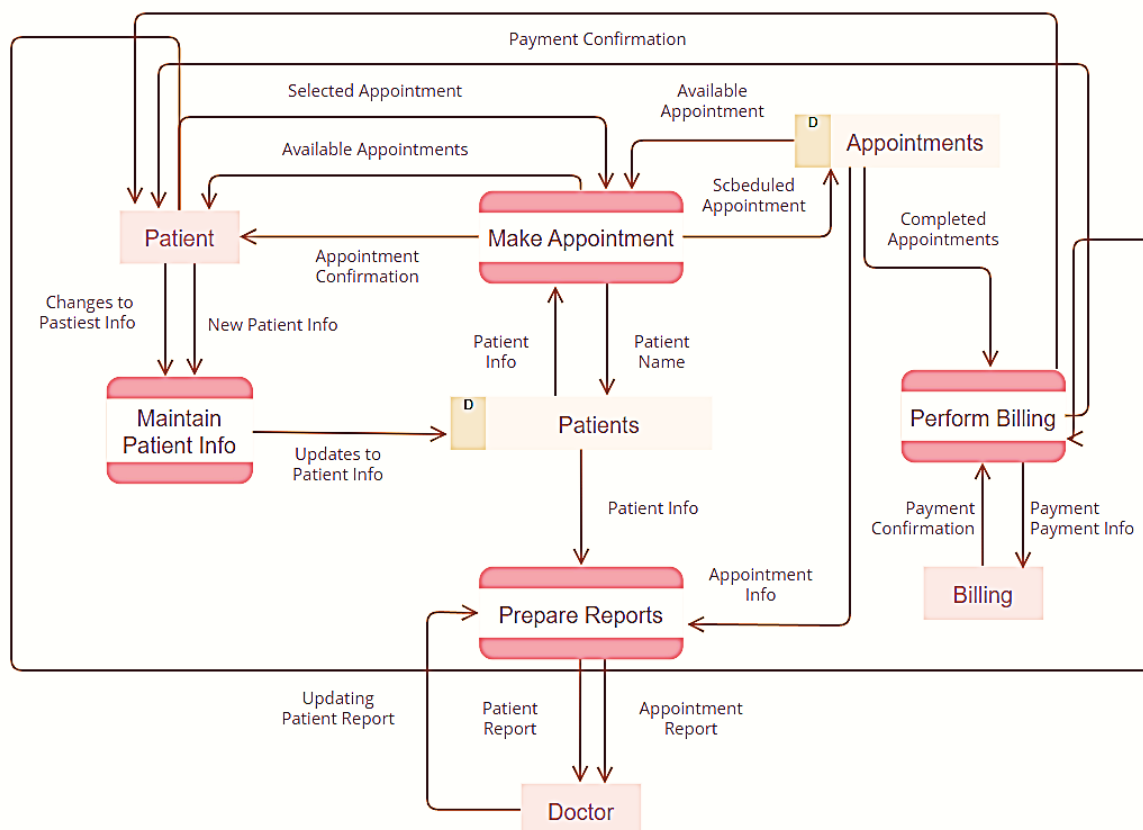 Payment Confirmation
Selected Appointment
Available
Appointment
D
Appointments
Available Appointments
Scbeduled
Appointment
Patient
Make Appointment
Appointment
Confirmation
Completed
Appointments
Changes to
Pastiest Info
New Patient Info
Patient
Info
Patient
Name
Maintain
Patient Info
D
Patients
Perform Billing
Updates to
Patient Info
Patient Info
Payment
Confirmation
Payment
Payment Info
Appointment
Info
Billing
Prepare Reports
Updating
Patient Report
Patient
Report
Appointment
Report
Doctor